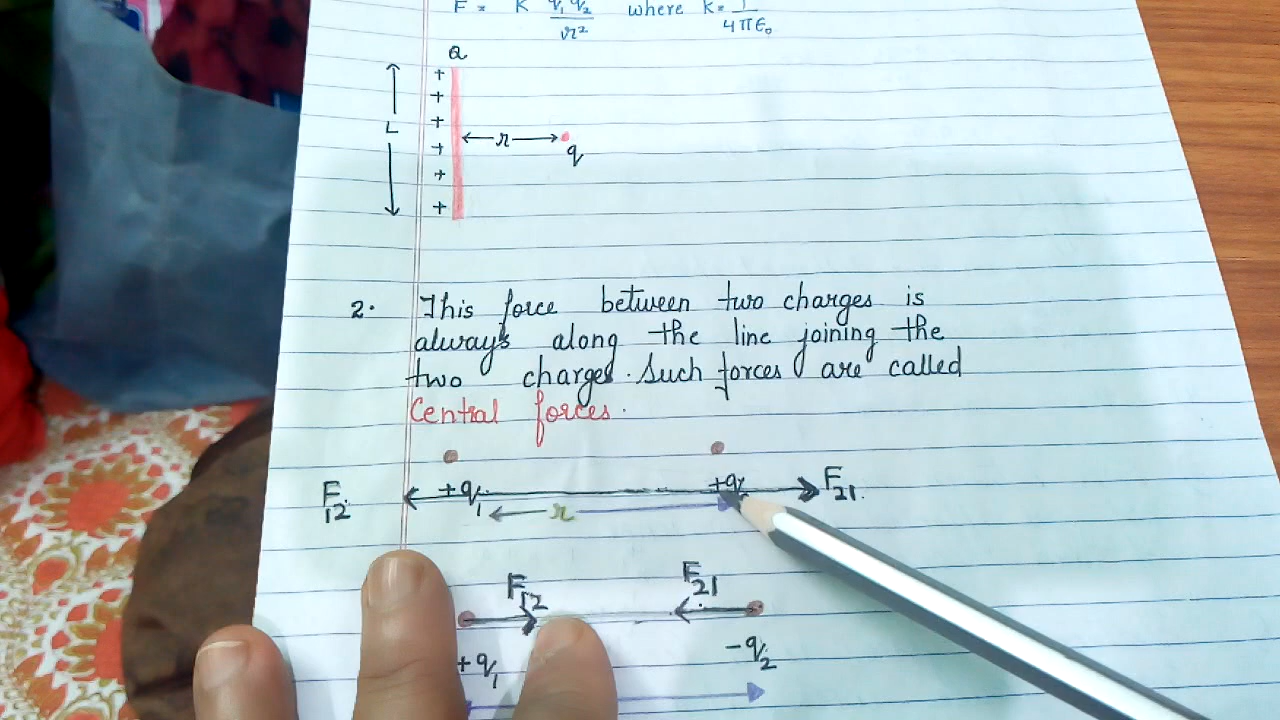 F = K q₁q₂/r² where K = 1/4πε₀
Q
+
+
+
L
+
+
+
← r →
q
2. This force between two charges is
always along the line joining the
two charges. Such forces are called
Central forces.
F₁₂ +q₁ +q₂ F₂₁
← r
F₁₂ F₂₁
+q₁ -q₂